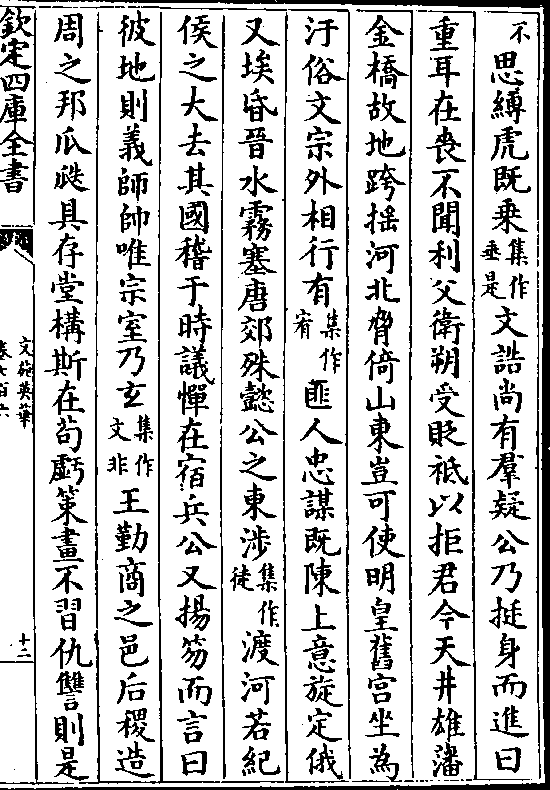 不思縛虎既乗集作垂是文誥尚有羣疑公乃挺身而進曰
重耳在喪不聞利父衛朔受貶祗以拒君今天井雄藩
金橋故地跨揺河北脅倚山東豈可使明皇舊宫坐為
汙俗文宗外相行有集作宥匪人忠謀既陳上意旋定俄
又埃昏晉水霧塞唐郊殊懿公之東涉集作徒渡河若紀
侯之大去其國稽于時議憚在宿兵公又揚笏而言曰
彼地則義師帥唯宗室乃玄集作文非王勤商之邑后稷造
周之邦爪瓞具存堂構斯在茍虧策畫不習仇讐則是
欽定四庫全書
文苑英華
卷七百六
十二